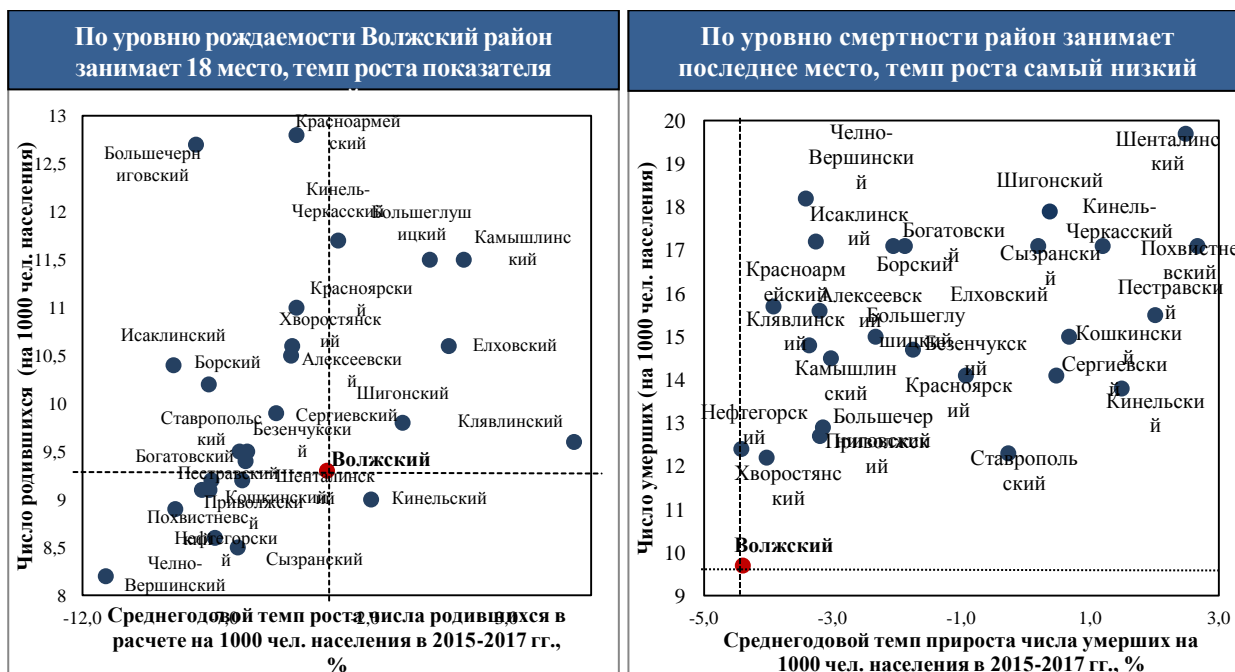 По уровню рождаемости Волжский район
занимает 18 место, темп роста показателя
По уровню смертности район занимает
последнее место, темп роста самый низкий
Число родившихся (на 1000 чел. населения)
13
12,5
12
11,5
11
10,5
10
9,5
9
8,5
8
Красноармей
ский
Большечерн
иговский
Кинель-
Черкасский
Большеглуш
ицкий
Камышлинс
кий
Красноярски
й
Хворостянск
ий
Исаклинский
Елховский
Борский
Алексеевски
й
Шигонский
Ставропольс
кий
Сергиевский
Клявлинский
Безенчукски
й
Богатовский
Волжский
Пестравский
Шенталинск
ий
Кошкинский
Кинельский
Приволжски
й
Похвистневс
кий
Нефтегорски
й
Сызранский
Челно-
Вершинский
-12,0
-7,0
-2,0
3,0
Среднегодовой темп роста числа родившихся в
расчете на 1000 чел. населения в 2015-2017 гг.,
%
Число умерших (на 1000 чел. населения)
20
19
18
17
16
15
14
13
12
11
10
9
Челно-
Вершински
й
Шенталинс
кий
Шигонский
Исаклинск
ий
Кинель-
Черкасский
Богатовски
й
Борский
Сызрански
й
Похвистне
вский
Красноарм
ейский
Алексеевск
ий
Елховский
Пестравски
й
Клявлинск
ий
Большеглу
шицкий
Безенчукск
ий
Кошкински
й
Камышлин
ский
Красноярск
ий
Сергиевски
й
Кинельски
й
Нефтегорск
ий
Большечер
ниговский
Приволжск
ий
Хворостянс
кий
Ставрополь
ский
Волжский
-5,0
-3,0
-1,0
1,0
3,0
Среднегодовой темп прироста числа умерших на
1000 чел. населения в 2015-2017 гг., %